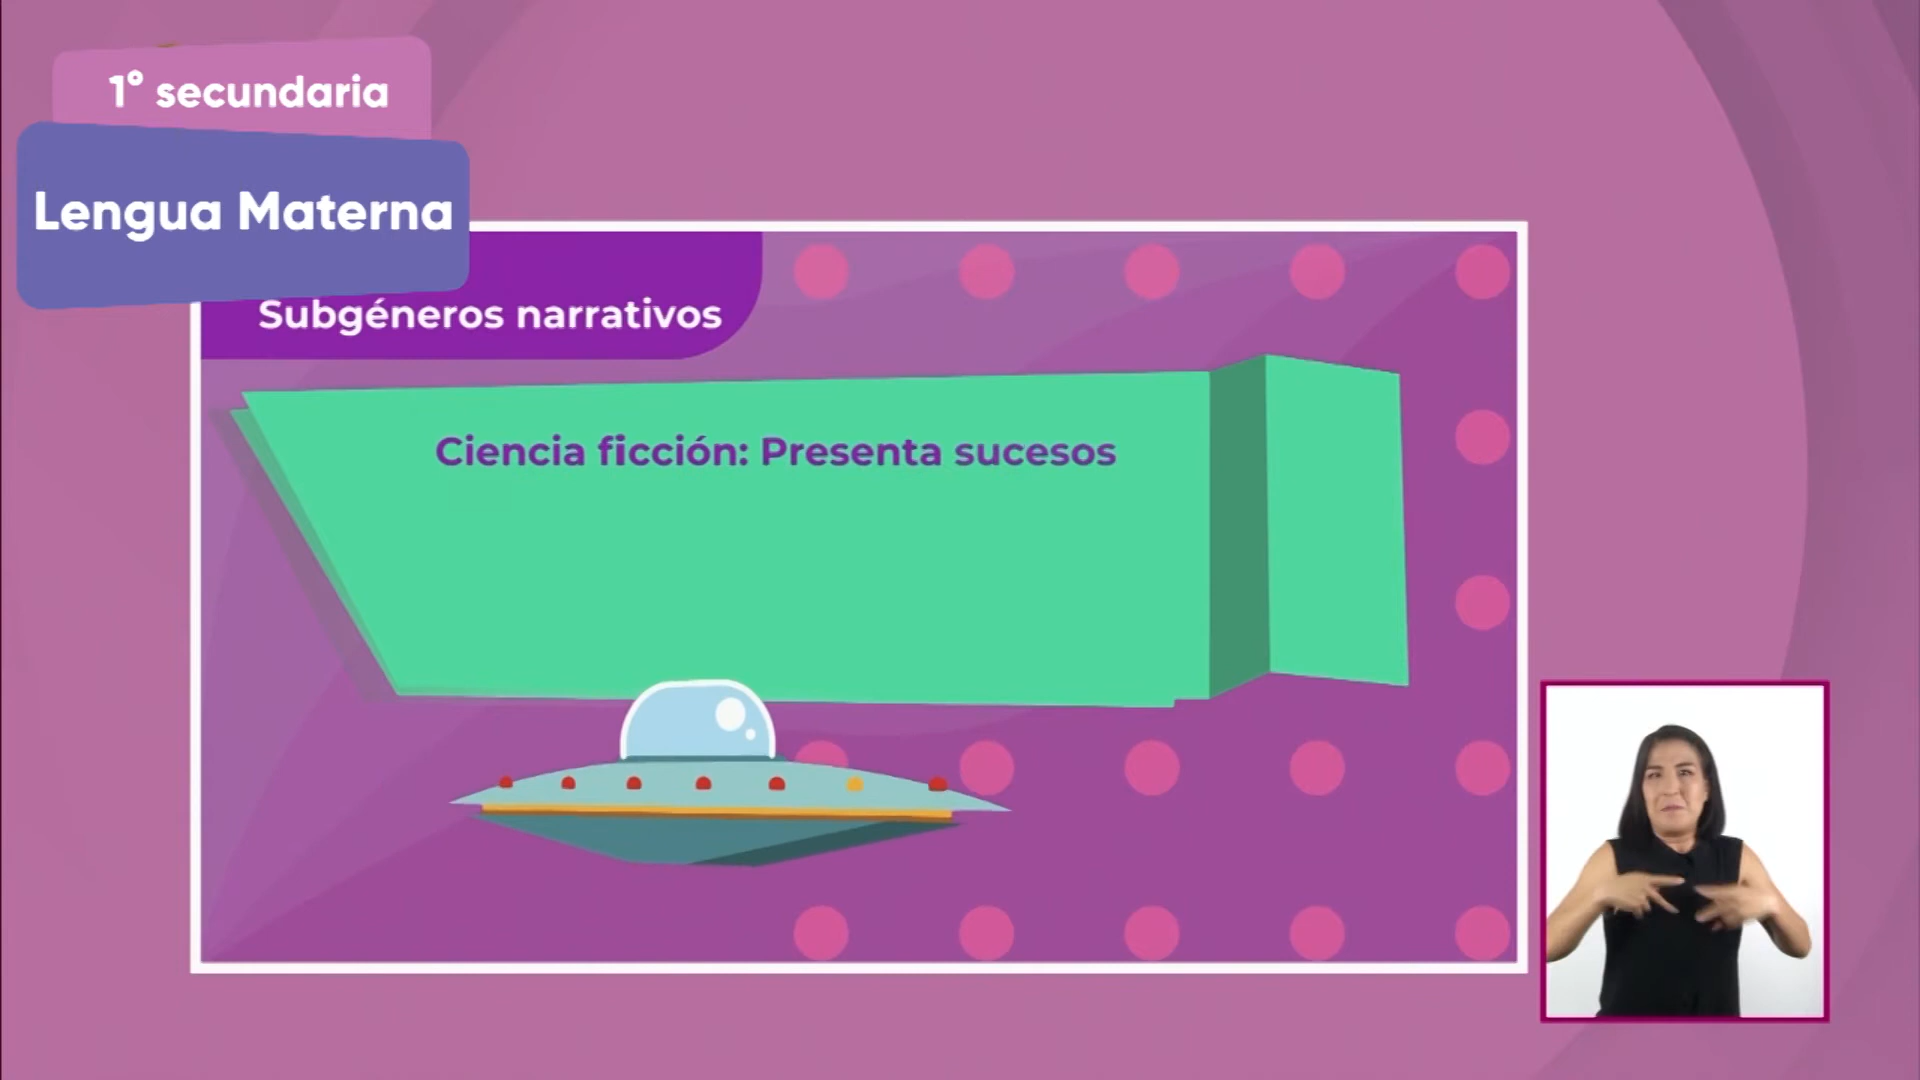 1° secundaria
Lengua Materna
Subgéneros narrativos
Ciencia ficción: Presenta sucesos